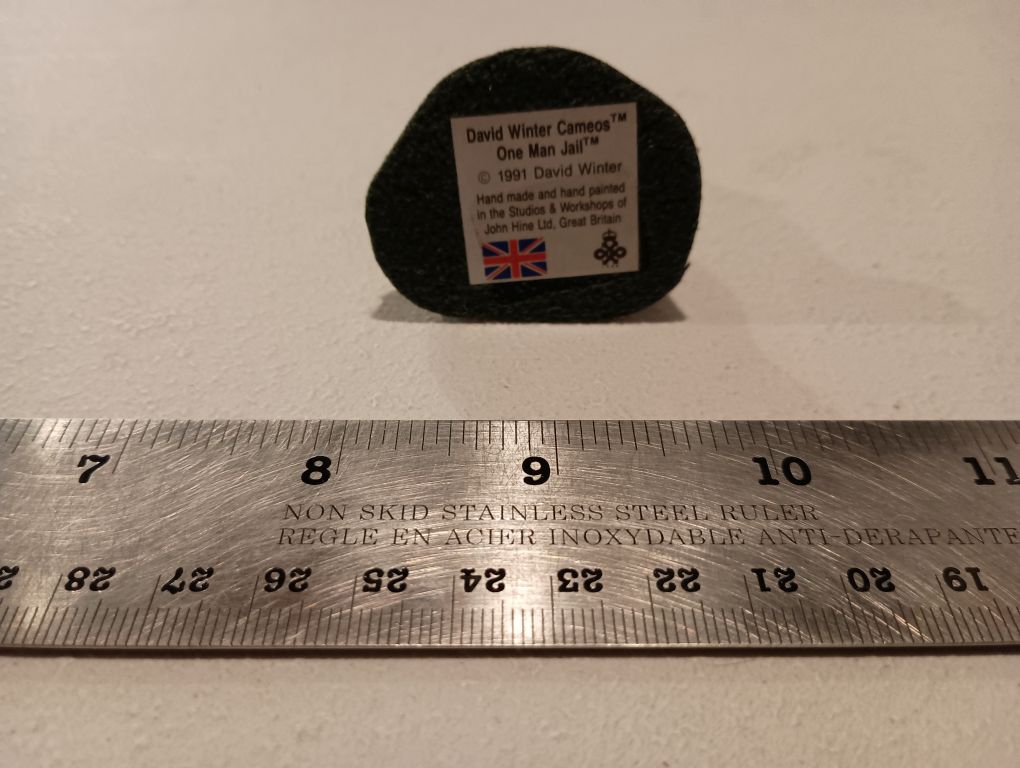 David Winter Cameos™
One Man Jail™
© 1991 David Winter
Hand made and hand painted
in the Studios & Workshops of
John Hine Ltd, Great Britain
7 8 9 10 11
NON SKID STAINLESS STEEL RULER
REGLE EN ACIER INOXYDABLE ANTI-DERAPANTE
28 27 26 25 24 23 22 21 20 19